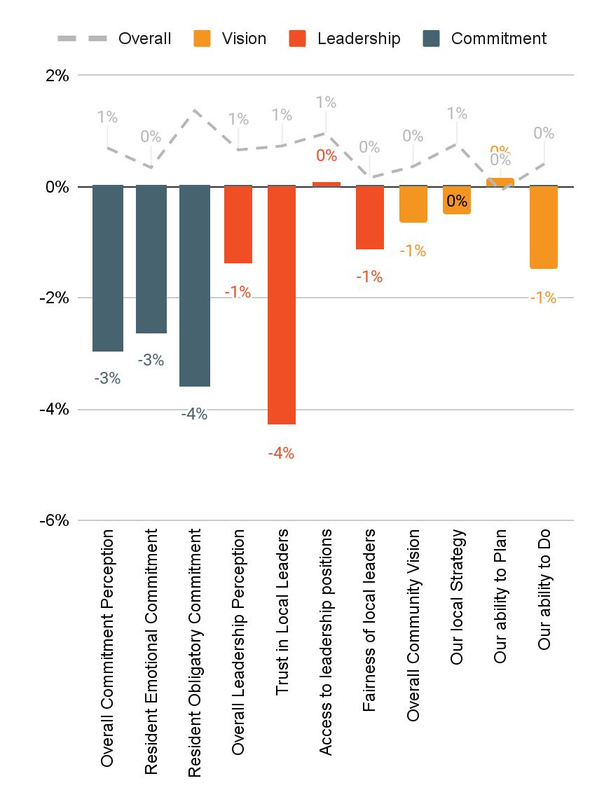 Overall Vision Leadership Commitment
2%
1% 0% 1% 1% 1% 0% 0% 1% 0% 0% 0%
0%
0%
0%
-1%
-1%
-1%
-2%
-1%
-3%
-3%
-4%
-4%
-4%
-6%
Overall Commitment Perception
Resident Emotional Commitment
Resident Obligatory Commitment
Overall Leadership Perception
Trust in Local Leaders
Access to leadership positions
Fairness of local leaders
Overall Community Vision
Our local Strategy
Our ability to Plan
Our ability to Do